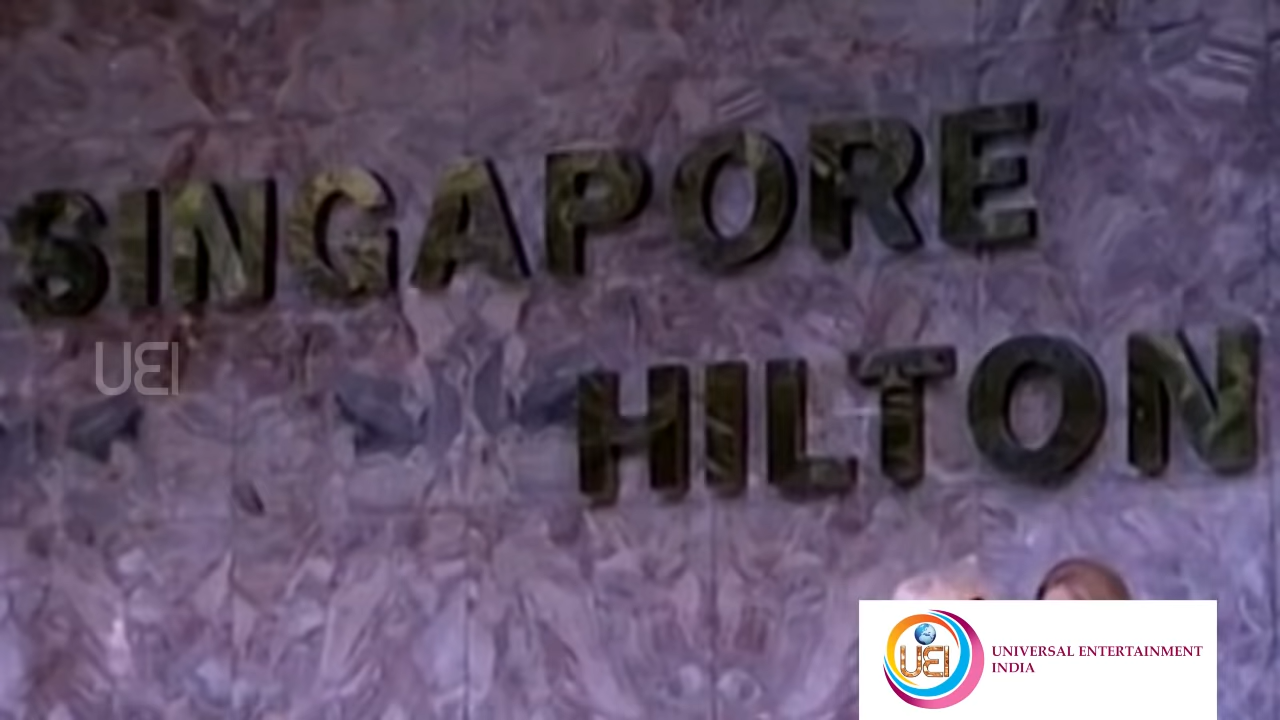 SINGAPORE
HILTON
UEI
UEI
UNIVERSAL ENTERTAINMENT
INDIA